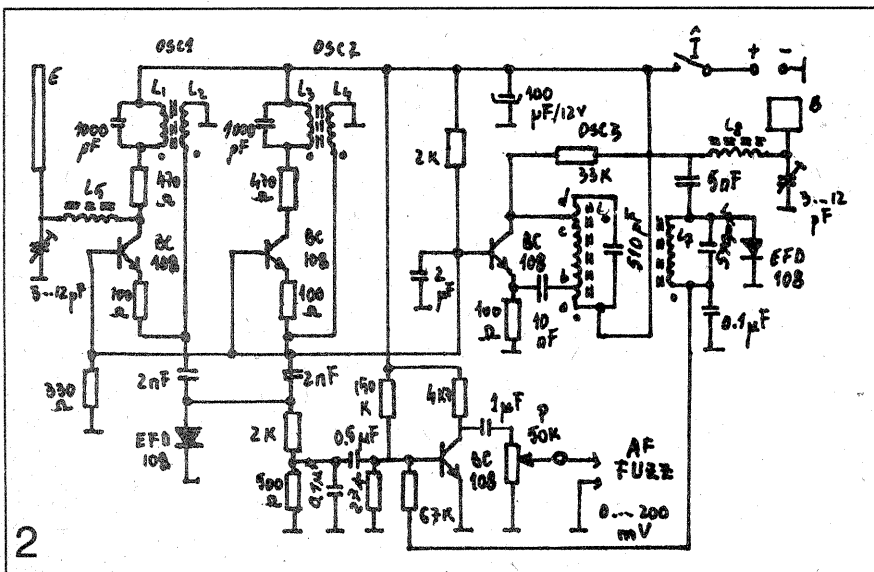 OSC1
OSC2
Î
+ -
E
L1 L2
L3 L4
1000 pF
1000 pF
100 μF/12V
B
L8
OSC3
2K
33K
5nF
470 Ω
470 Ω
3...12 pF
L5
d
c
b
a
510 pF
L7
BC 108
BC 108
BC 108
EFD 108
3...12pF
2 μF
100 Ω
100 Ω
100 Ω
10 nF
0.1μF
330 Ω
2nF
2nF
150 K
4K7
1μF
P 50K
EFD 108
2K
0.5μF
BC 108
AF FUZZ
500 Ω
67K
0...200 mV
2